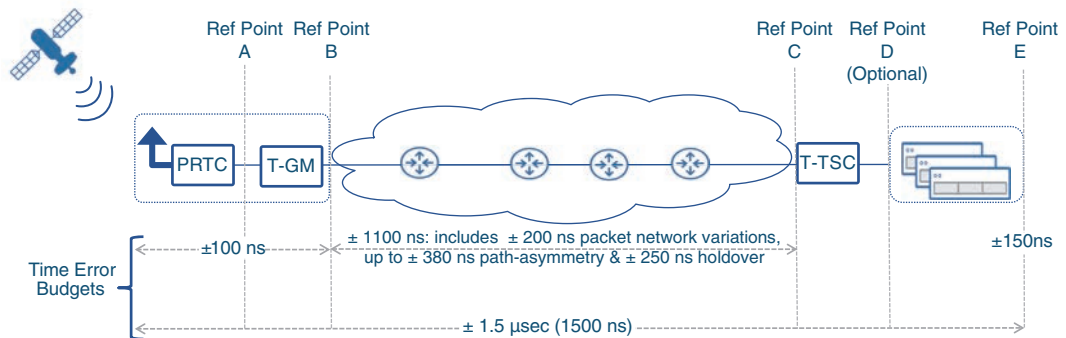 Ref Point
A
Ref Point
B
Ref Point
C
Ref Point
D
(Optional)
Ref Point
E
PRTC
T-GM
T-TSC
±100 ns
± 1100 ns: includes ± 200 ns packet network variations,
up to ± 380 ns path-asymmetry & ± 250 ns holdover
±150ns
Time Error
Budgets
± 1.5 μsec (1500 ns)